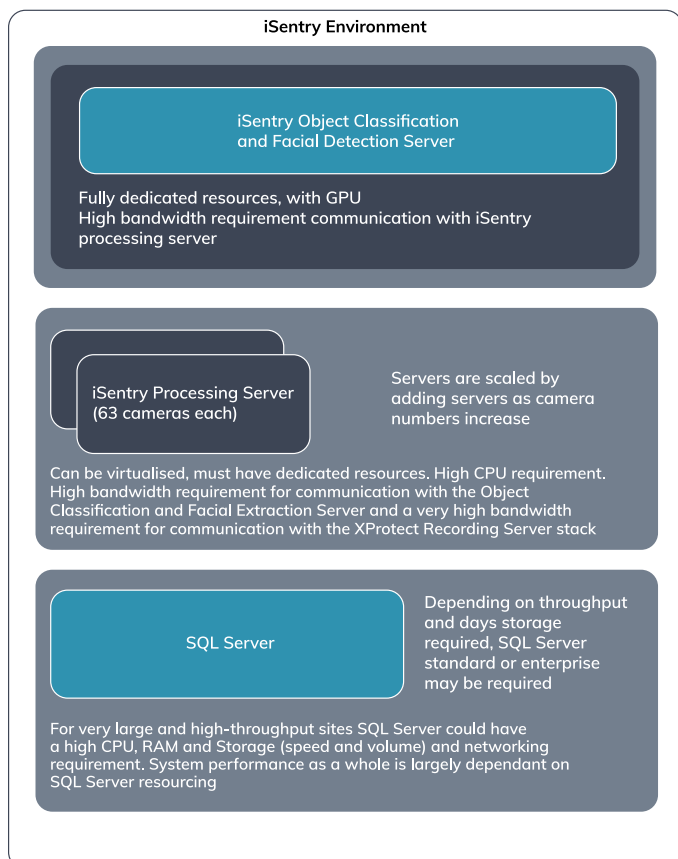 iSentry Environment
iSentry Object Classification
and Facial Detection Server
Fully dedicated resources, with GPU
High bandwidth requirement communication with iSentry
processing server
iSentry Processing Server
(63 cameras each)
Servers are scaled by
adding servers as camera
numbers increase
Can be virtualised, must have dedicated resources. High CPU requirement.
High bandwidth requirement for communication with the Object
Classification and Facial Extraction Server and a very high bandwidth
requirement for communication with the XProtect Recording Server stack
SQL Server
Depending on throughput
and days storage
required, SQL Server
standard or enterprise
may be required
For very large and high-throughput sites SQL Server could have
a high CPU, RAM and Storage (speed and volume) and networking
requirement. System performance as a whole is largely dependant on
SQL Server resourcing